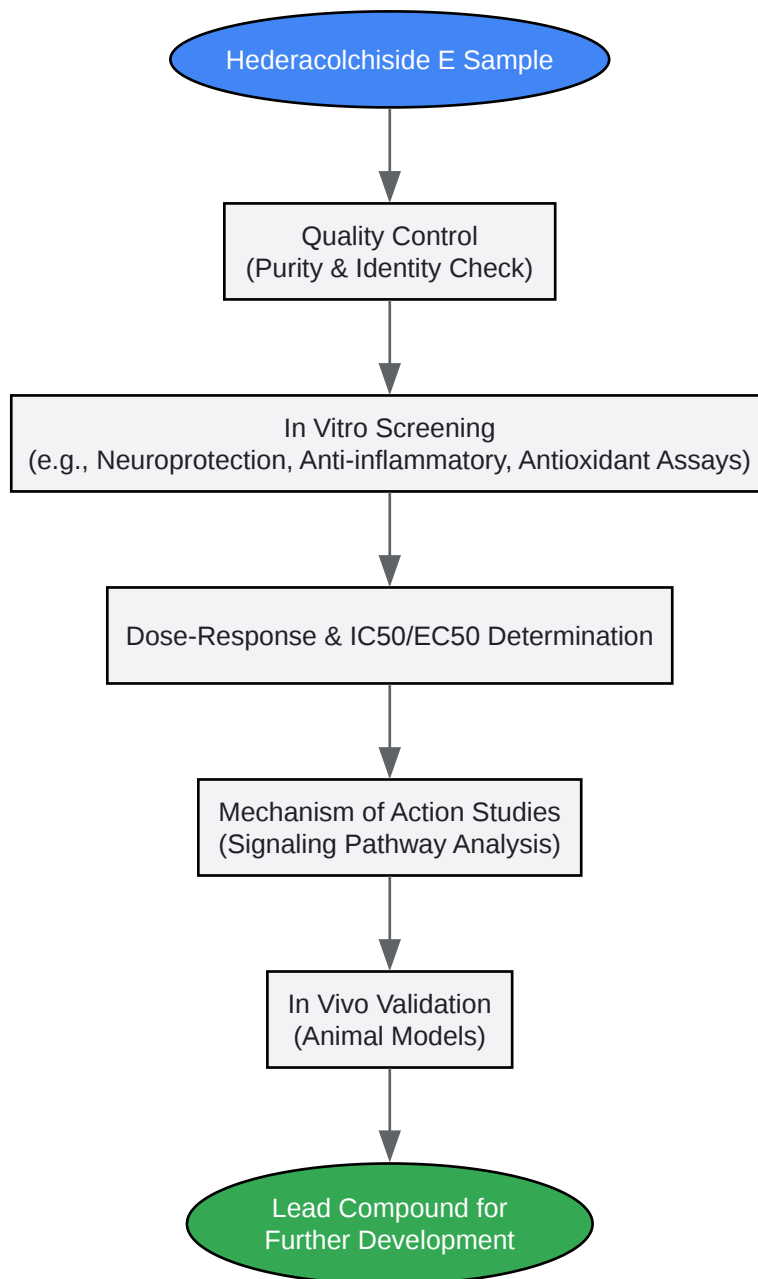 Hederacolchiside E Sample
Quality Control
(Purity & Identity Check)
In Vitro Screening
(e.g., Neuroprotection, Anti-inflammatory, Antioxidant Assays)
Dose-Response & IC50/EC50 Determination
Mechanism of Action Studies
(Signaling Pathway Analysis)
In Vivo Validation
(Animal Models)
Lead Compound for
Further Development